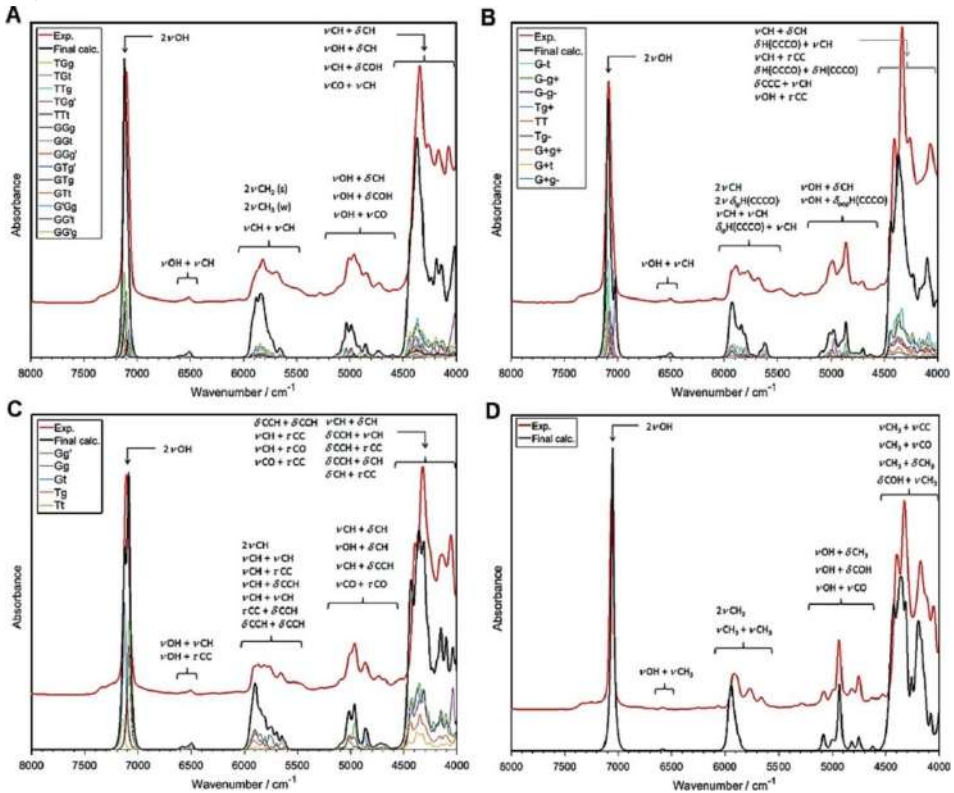 A
Exp.
Final calc.
TGg
TGt
TTg
TGg'
TTt
GGg
GGt
GGg'
GTg'
GTg
GTt
G'Gg
GG't
GG'g
2νOH
νCH + δCH
νOH + δCH
νCH + δCOH
νCO + νCH
2νCH₂ (s)
2νCH₃ (w)
νCH + νCH
νOH + δCH
νOH + δCOH
νOH + νCO
νOH + νCH
Absorbance
8000 7500 7000 6500 6000 5500 5000 4500 4000
Wavenumber / cm⁻¹
B
Exp.
Final calc.
G-t
G-g+
G-g-
Tg+
TT
Tg-
G+g+
G+t
G+g-
2νOH
νCH + δCH
δH(CCCO) + νCH
νCH + τCC
δH(CCCO) + δH(CCCO)
δCCC + νCH
νOH + τCC
2νCH
νCH + νCH
νOH + δCH
νOH + νCH
Absorbance
8000 7500 7000 6500 6000 5500 5000 4500 4000
Wavenumber / cm⁻¹
C
Exp.
Final calc.
Gg'
Gg
Gt
Tg
Tt
2νOH
δCCH + δCCH
νCH + τCC
νCH + τCO
νCO + τCC
νCH + δCH
δCCH + νCH
δCCH + τCC
δCCH + δCH
δCH + τCC
2νCH
νCH + νCH
νCH + τCC
νCH + δCCH
νCH + νCH
τCC + δCCH
δCCH + δCCH
νCH + δCH
νOH + δCH
νCH + δCCH
νCO + τCO
νOH + νCH
νOH + τCC
Absorbance
8000 7500 7000 6500 6000 5500 5000 4500 4000
Wavenumber / cm⁻¹
D
Exp.
Final calc.
2νOH
νCH₃ + νCC
νCH₃ + νCO
νCH₃ + δCH₃
δCOH + νCH₃
νOH + δCH₃
νOH + δCOH
νOH + νCO
2νCH₃
νCH₃ + νCH₃
νOH + νCH₃
Absorbance
8000 7500 7000 6500 6000 5500 5000 4500 4000
Wavenumber / cm⁻¹